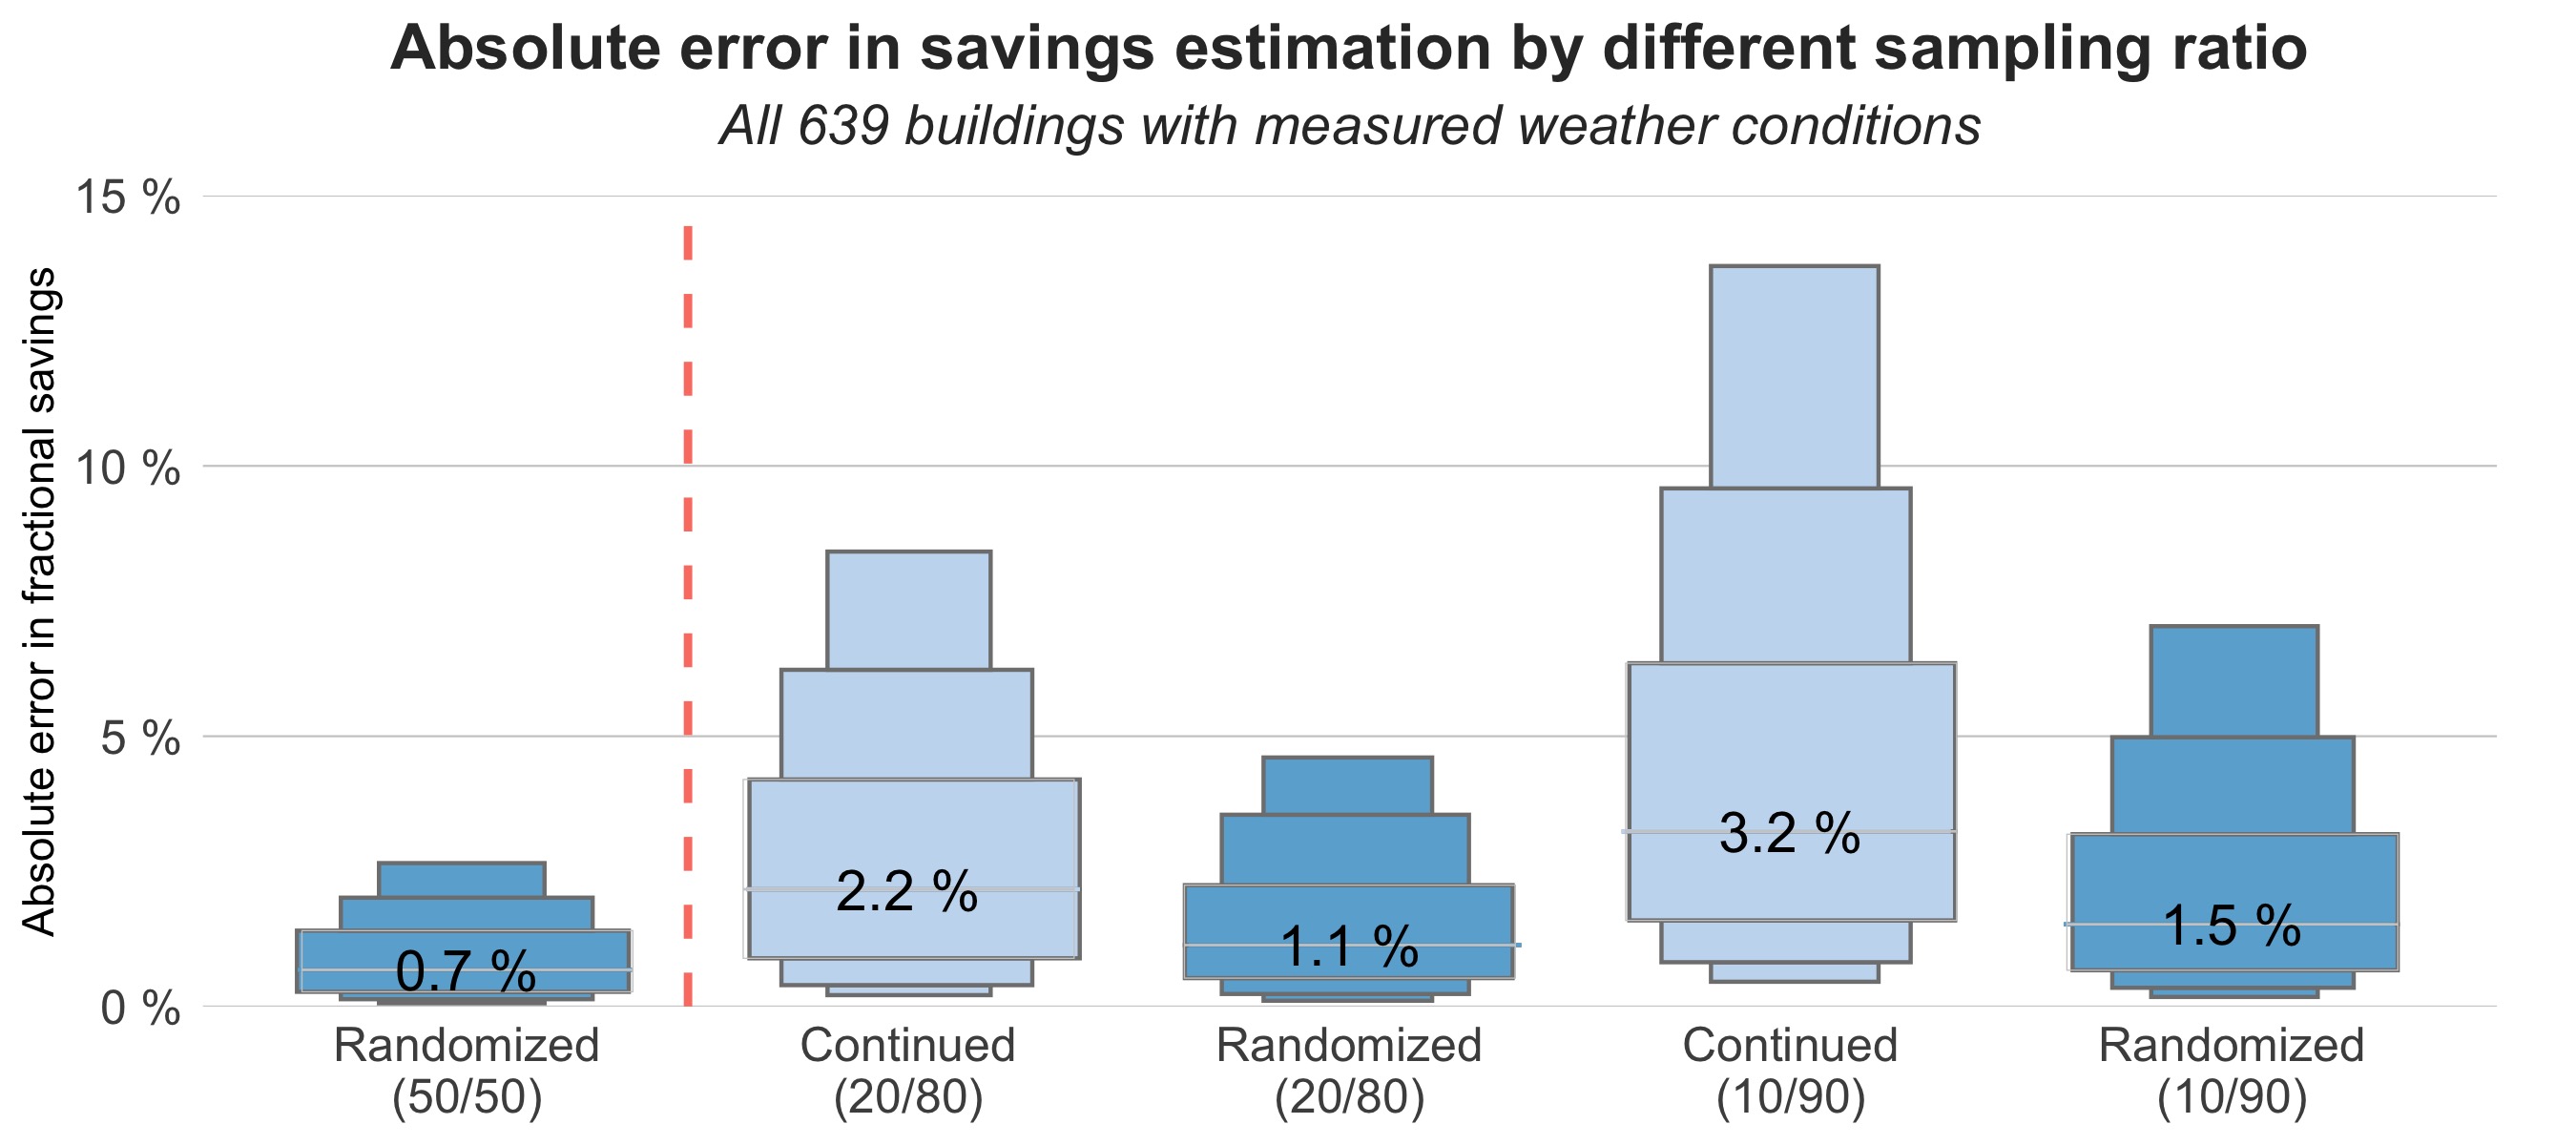 Absolute error in savings estimation by different sampling ratio
All 639 buildings with measured weather conditions
Absolute error in fractional savings
15 %
10 %
5 %
0 %
0.7 %
2.2 %
1.1 %
3.2 %
1.5 %
Randomized
(50/50)
Continued
(20/80)
Randomized
(20/80)
Continued
(10/90)
Randomized
(10/90)